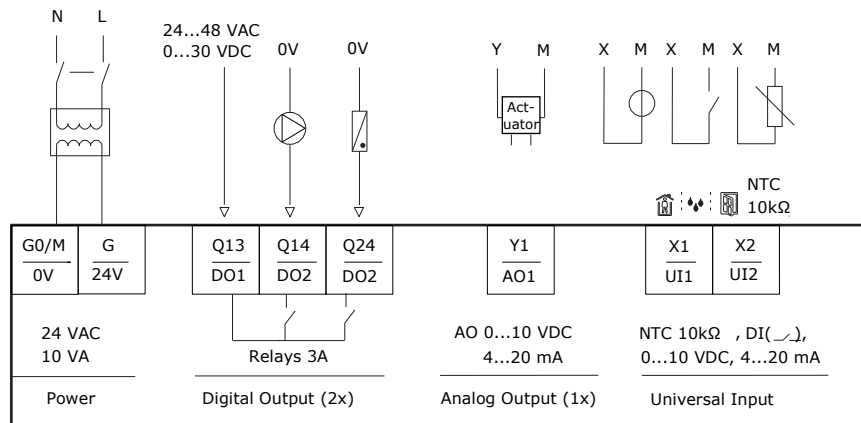 N L
24...48 VAC
0...30 VDC
0V
0V
Y M
X M X M X M
Act-
uator
NTC
10kΩ
G0/M
0V
G
24V
Q13
DO1
Q14
DO2
Q24
DO2
Y1
AO1
X1
UI1
X2
UI2
24 VAC
10 VA
Relays 3A
AO 0...10 VDC
4...20 mA
NTC 10kΩ , DI( ),
0...10 VDC, 4...20 mA
Power
Digital Output (2x)
Analog Output (1x)
Universal Input